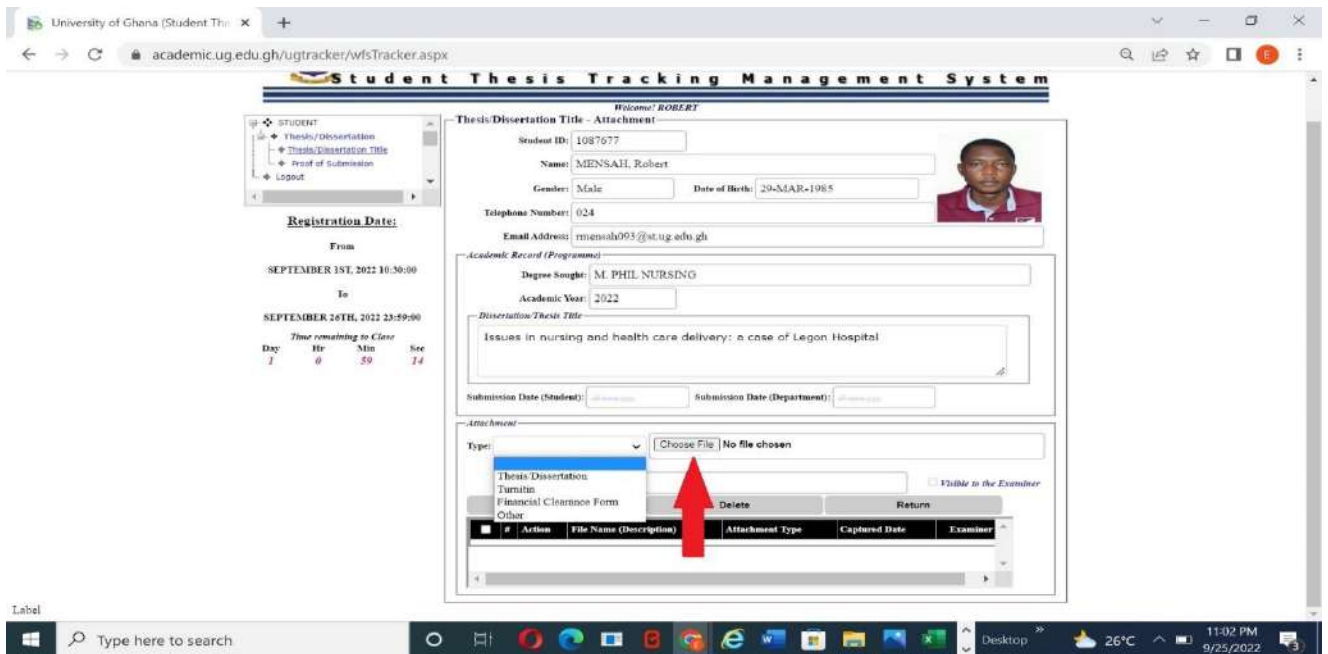 University of Ghana (Student The
academic.ug.edu.gh/ugtracker/wfsTracker.aspx
E
Student Thesis Tracking Management System
Welcome! ROBERT
STUDENT
Thesis/Dissertation
Thesis/Dissertation Title
Proof of Submission
Logout
Registration Date:
From
SEPTEMBER 1ST, 2022 10:30:00
To
SEPTEMBER 26TH, 2022 23:59:00
Time remaining to Close
Day Hr Min Sec
1 0 59 14
Thesis/Dissertation Title - Attachment
Student ID: 1087677
Name: MENSAH, Robert
Gender: Male Date of Birth: 29-MAR-1985
Telephone Number: 024
Email Address: rmensah093@st.ug.edu.gh
Academic Record (Programme)
Degree Sought: M. PHIL NURSING
Academic Year: 2022
Dissertation/Thesis Title
Issues in nursing and health care delivery: a case of Legon Hospital
Submission Date (Student): Submission Date (Department):
Attachment
Type: Choose File No file chosen
Thesis/Dissertation
Turnitin
Financial Clearance Form
Other
Visible to the Examiner
Delete Return
# Action File Name (Description) Attachment Type Captured Date Examiner
Label
Type here to search
Desktop
26°C
11:02 PM
9/25/2022
3